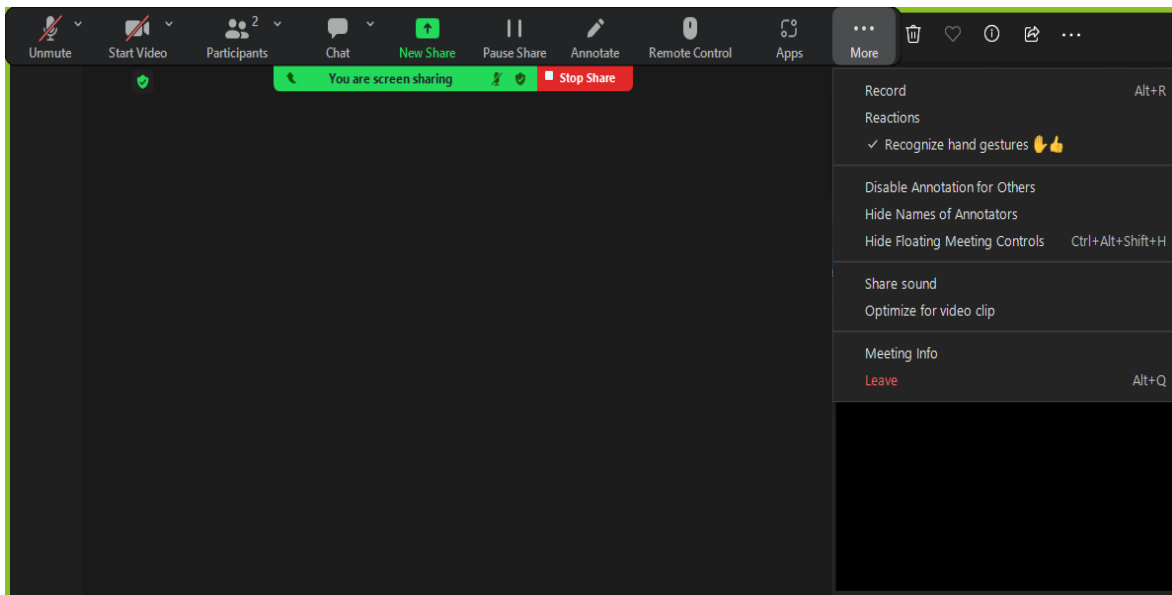 2
Unmute Start Video Participants Chat New Share Pause Share Annotate Remote Control Apps More
You are screen sharing Stop Share
Record Alt+R
Reactions
✓ Recognize hand gestures ✋👍
Disable Annotation for Others
Hide Names of Annotators
Hide Floating Meeting Controls Ctrl+Alt+Shift+H
Share sound
Optimize for video clip
Meeting Info
Leave Alt+Q